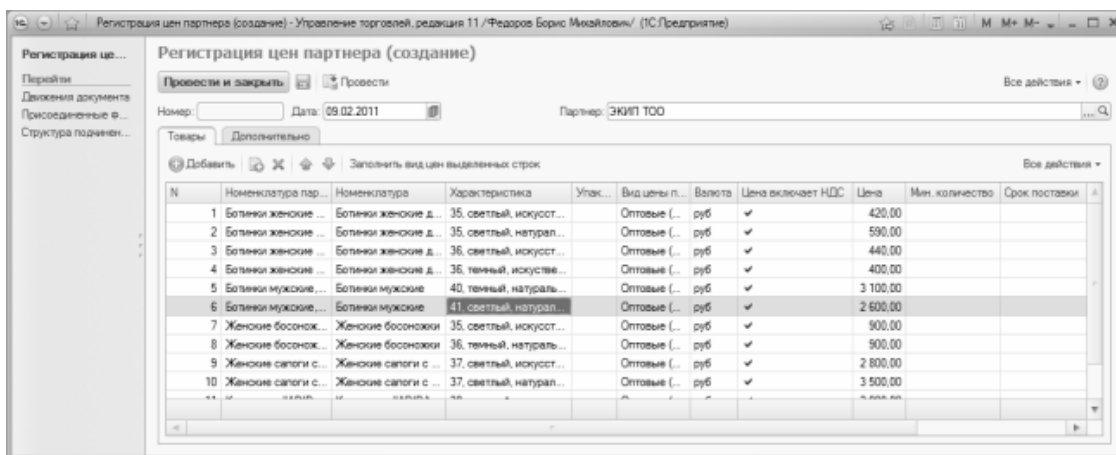 Регистрация цен партнера (создание) - Управление торговлей, редакция 11 /Федоров Борис Михайлович/ (1С:Предприятие)
M M+ M-
Регистрация це...
Перейти
Движения документа
Присоединенные ф...
Структура подчинен...
Регистрация цен партнера (создание)
Провести и закрыть Провести Все действия
Номер: Дата: 09.02.2011 Партнер: ЭКИП ТОО
Товары Дополнительно
Добавить Заполнить вид цен выделенных строк Все действия
N Номенклатура пар... Номенклатура Характеристика Упак... Вид цены п... Валюта Цена включает НДС Цена Мин. количество Срок поставки
1 Ботинки женские ... Ботинки женские д... 35, светлый, искусст... Оптовые (... руб ✓ 420,00
2 Ботинки женские ... Ботинки женские д... 35, светлый, натурал... Оптовые (... руб ✓ 590,00
3 Ботинки женские ... Ботинки женские д... 36, светлый, искусст... Оптовые (... руб ✓ 440,00
4 Ботинки женские ... Ботинки женские д... 36, темный, искустве... Оптовые (... руб ✓ 400,00
5 Ботинки мужские,... Ботинки мужские 40, темный, натураль... Оптовые (... руб ✓ 3 100,00
6 Ботинки мужские,... Ботинки мужские 41, светлый, натурал... Оптовые (... руб ✓ 2 600,00
7 Женские босонож... Женские босоножки 35, светлый, искусст... Оптовые (... руб ✓ 900,00
8 Женские босонож... Женские босоножки 36, темный, натураль... Оптовые (... руб ✓ 900,00
9 Женские сапоги с... Женские сапоги с ... 37, светлый, искусст... Оптовые (... руб ✓ 2 800,00
10 Женские сапоги с... Женские сапоги с ... 37, светлый, натурал... Оптовые (... руб ✓ 3 500,00